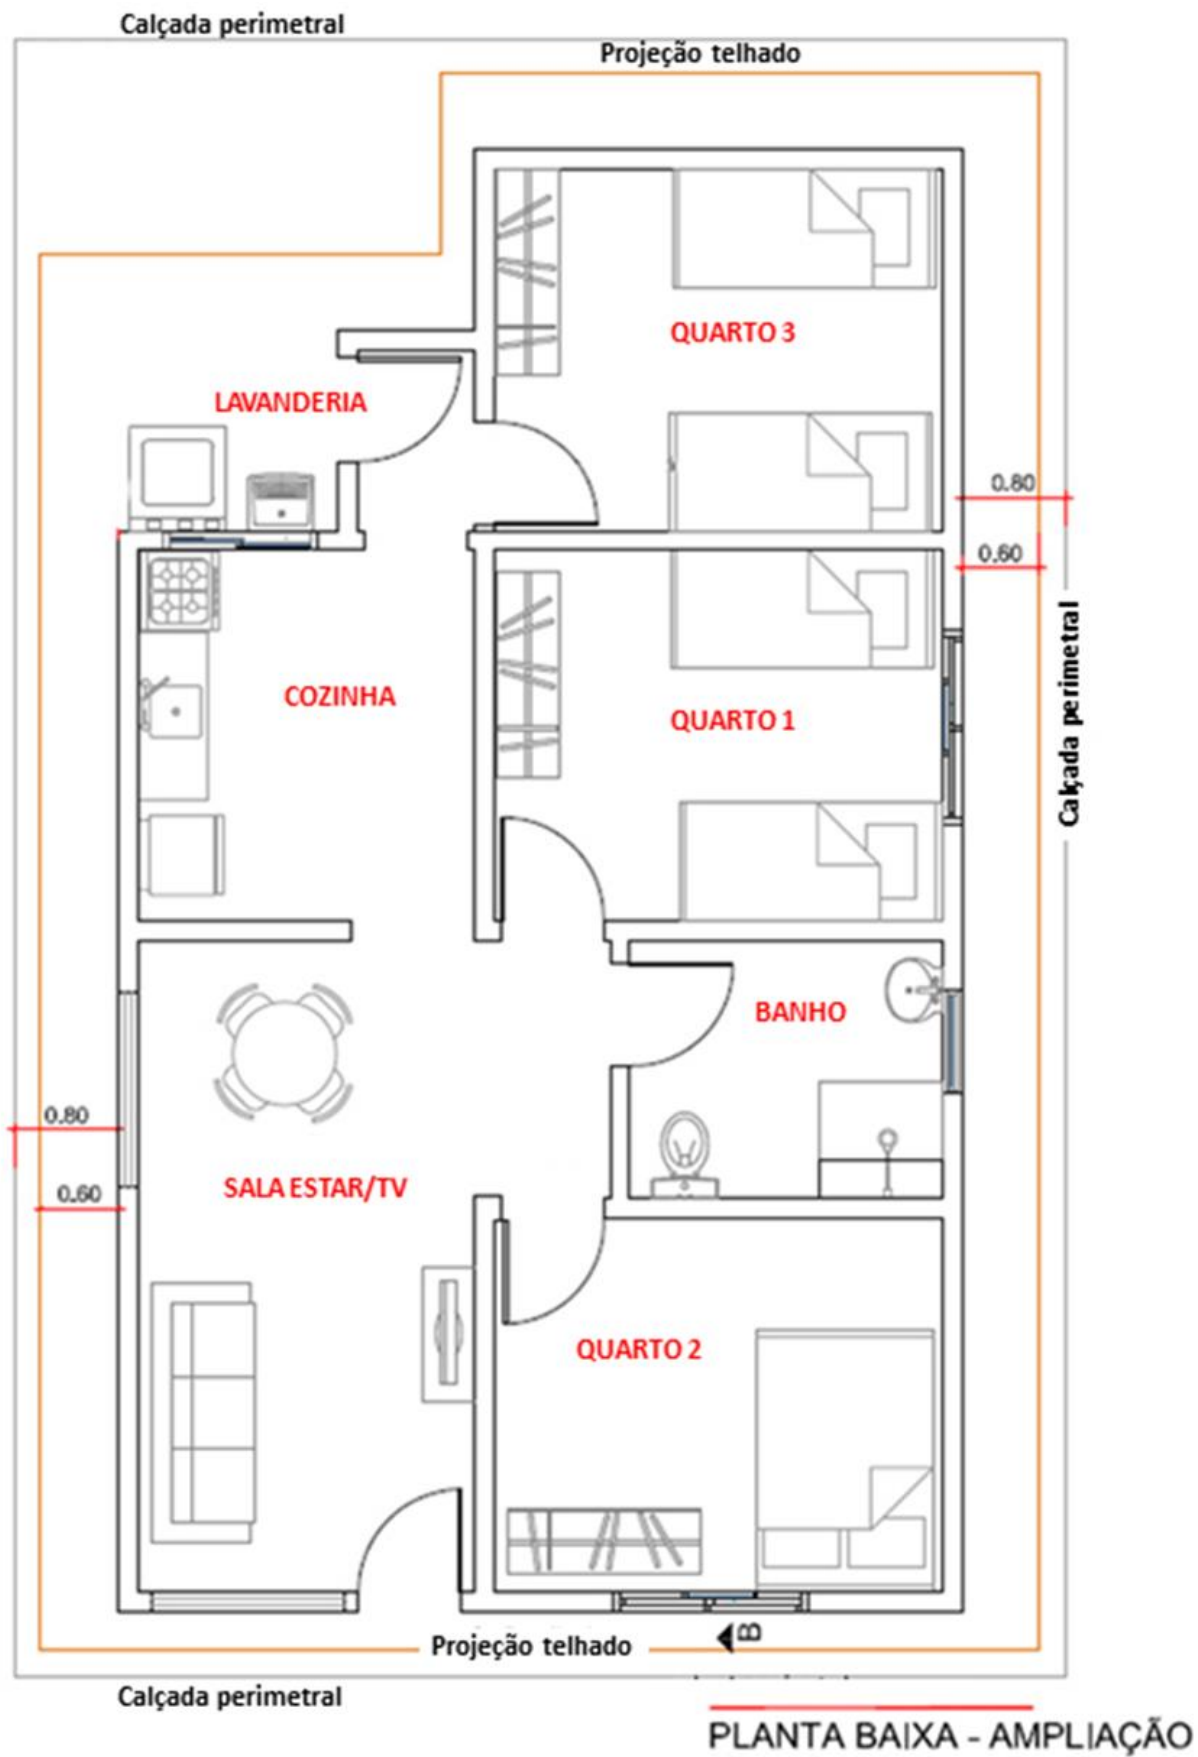 Calçada perimetral
Projeção telhado
QUARTO 3
LAVANDERIA
0.80
0.60
Calçada perimetral
COZINHA
QUARTO 1
BANHO
0.80
SALA ESTAR/TV
0.60
QUARTO 2
B
Projeção telhado
Calçada perimetral
PLANTA BAIXA - AMPLIAÇÃO